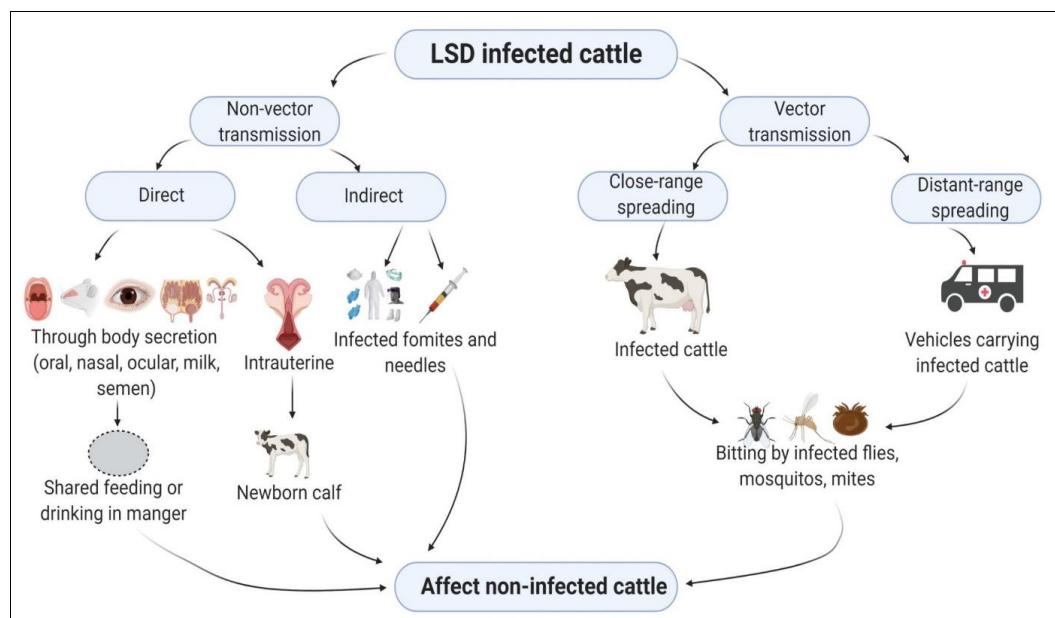 LSD infected cattle
Non-vector
transmission
Vector
transmission
Direct
Indirect
Close-range
spreading
Distant-range
spreading
Through body secretion
(oral, nasal, ocular, milk,
semen)
Intrauterine
Infected fomites and
needles
Infected cattle
Vehicles carrying
infected cattle
Shared feeding or
drinking in manger
Newborn calf
Bitting by infected flies,
mosquitos, mites
Affect non-infected cattle